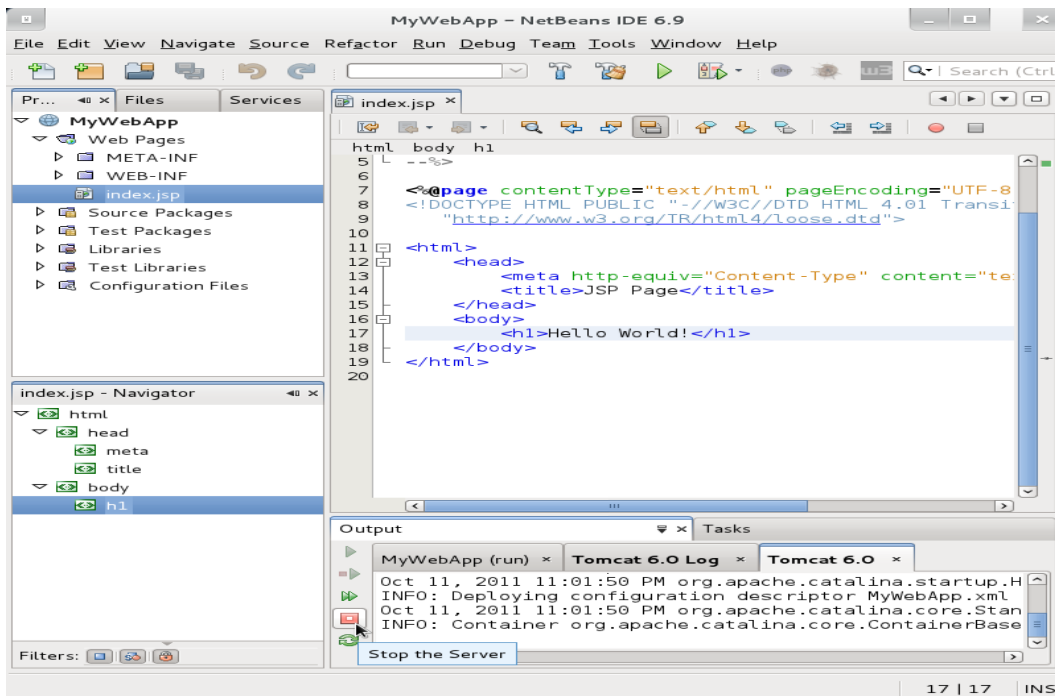 MyWebApp – NetBeans IDE 6.9
File Edit View Navigate Source Refactor Run Debug Team Tools Window Help
Search (Ctrl
Pr... Files Services
MyWebApp
Web Pages
META-INF
WEB-INF
index.jsp
Source Packages
Test Packages
Libraries
Test Libraries
Configuration Files
index.jsp - Navigator
html
head
meta
title
body
h1
Filters:
index.jsp
html body h1
5 --%>
6
7 <%@page contentType="text/html" pageEncoding="UTF-8
8 <!DOCTYPE HTML PUBLIC "-//W3C//DTD HTML 4.01 Transi
9 "http://www.w3.org/TR/html4/loose.dtd">
10
11 <html>
12 <head>
13 <meta http-equiv="Content-Type" content="te
14 <title>JSP Page</title>
15 </head>
16 <body>
17 <h1>Hello World!</h1>
18 </body>
19 </html>
20
Output Tasks
MyWebApp (run) Tomcat 6.0 Log Tomcat 6.0
Oct 11, 2011 11:01:50 PM org.apache.catalina.startup.H
INFO: Deploying configuration descriptor MyWebApp.xml
Oct 11, 2011 11:01:50 PM org.apache.catalina.core.Stan
INFO: Container org.apache.catalina.core.ContainerBase
Stop the Server
17 | 17 INS